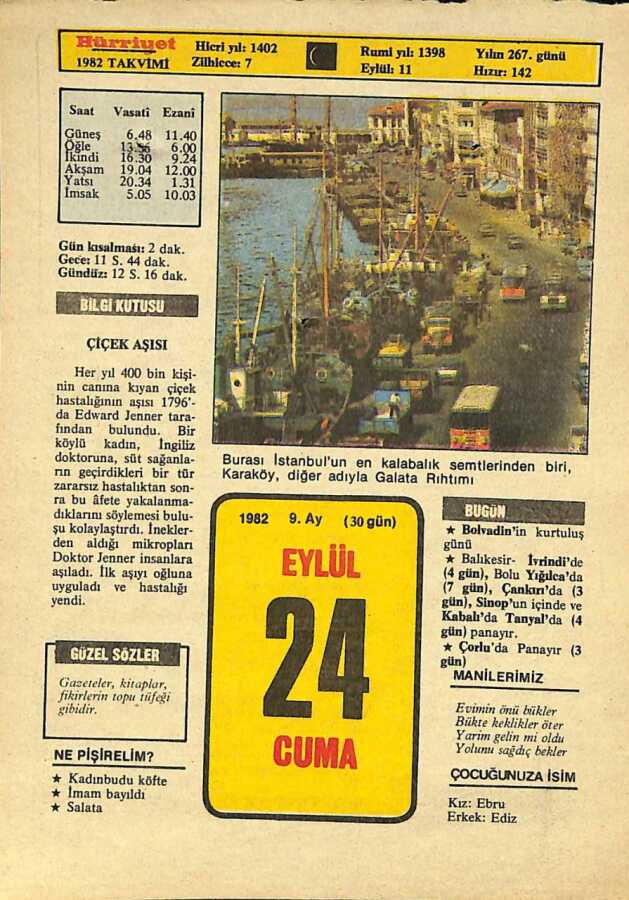 Hürriyet
1982 TAKVİMİ
Hicri yıl: 1402
Zilhicce: 7
Rumi yıl: 1398
Eylül: 11
Yılın 267. günü
Hızır: 142
Saat Vasatî Ezanî
Güneş 6.48 11.40
Öğle 6.00
İkindi 16.30 9.24
Akşam 19.04 12.00
Yatsı 20.34 1.31
İmsak 5.05 10.03
Gün kısalması: 2 dak.
Gece: 11 S. 44 dak.
Gündüz: 12 S. 16 dak.
BİLGİ KUTUSU
ÇİÇEK AŞISI
Her yıl 400 bin kişi-
nin canına kıyan çiçek
hastalığının aşısı 1796'-
da Edward Jenner tara-
fından bulundu. Bir
köylü kadın, İngiliz
doktoruna, süt sağanla-
rın geçirdikleri bir tür
zararsız hastalıktan son-
ra bu âfete yakalanma-
dıklarını söylemesi bulu-
şu kolaylaştırdı. İnekler-
den aldığı mikropları
Doktor Jenner insanlara
aşıladı. İlk aşıyı oğluna
uyguladı ve hastalığı
yendi.
GÜZEL SÖZLER
Gazeteler, kitaplar,
fikirlerin topu tüfeği
gibidir.
NE PİŞİRELİM?
★ Kadınbudu köfte
★ İmam bayıldı
★ Salata
Burası İstanbul'un en kalabalık semtlerinden biri,
Karaköy, diğer adıyla Galata Rıhtımı
1982 9. Ay (30 gün)
EYLÜL
24
CUMA
BUGÜN
★ Bolvadin'in kurtuluş
günü
★ Balıkesir- İvrindi'de
(4 gün), Bolu Yığılca'da
(7 gün), Çankırı'da (3
gün), Sinop'un içinde ve
Kabalı'da Tanyal'da (4
gün) panayır.
★ Çorlu'da Panayır (3
gün)
MANİLERİMİZ
Evimin önü bükler
Bükte keklikler öter
Yarim gelin mi oldu
Yolunu sağdıç bekler
ÇOCUĞUNUZA İSİM
Kız: Ebru
Erkek: Ediz